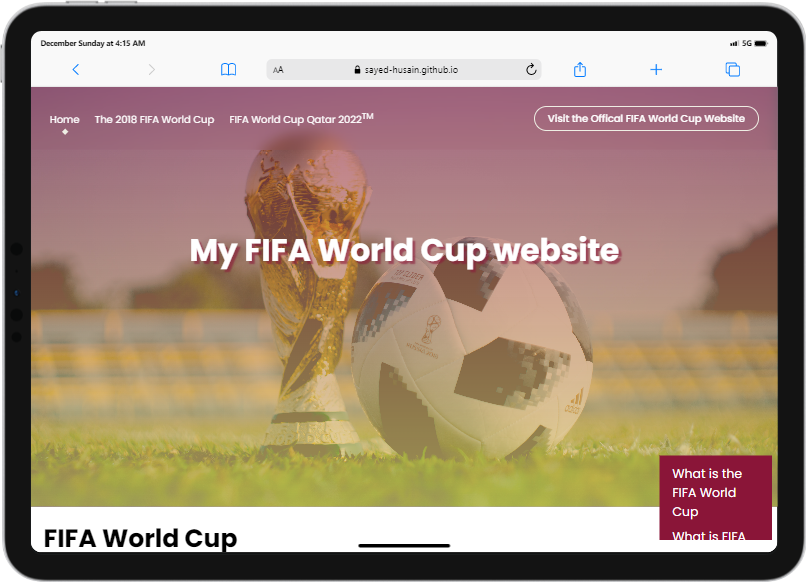 December Sunday at 4:15 AM
5G
AA
sayed-husain.github.io
Home
The 2018 FIFA World Cup
FIFA World Cup Qatar 2022TM
Visit the Offical FIFA World Cup Website
My FIFA World Cup website
adidas
What is the
FIFA World
Cup
What is FIFA
FIFA World Cup